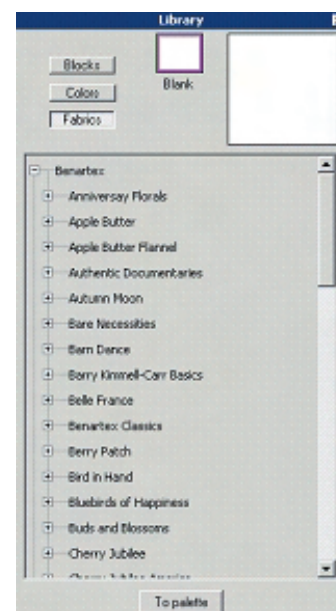 Library
Blocks
Blank
Colors
Fabrics
Benartex
Anniversay Florals
Apple Butter
Apple Butter Flannel
Authentic Documentaries
Autumn Moon
Bare Necessities
Barn Dance
Barry Kimmell-Carr Basics
Belle France
Benartex Classics
Berry Patch
Bird in Hand
Bluebirds of Happiness
Buds and Blossoms
Cherry Jubilee
To palette